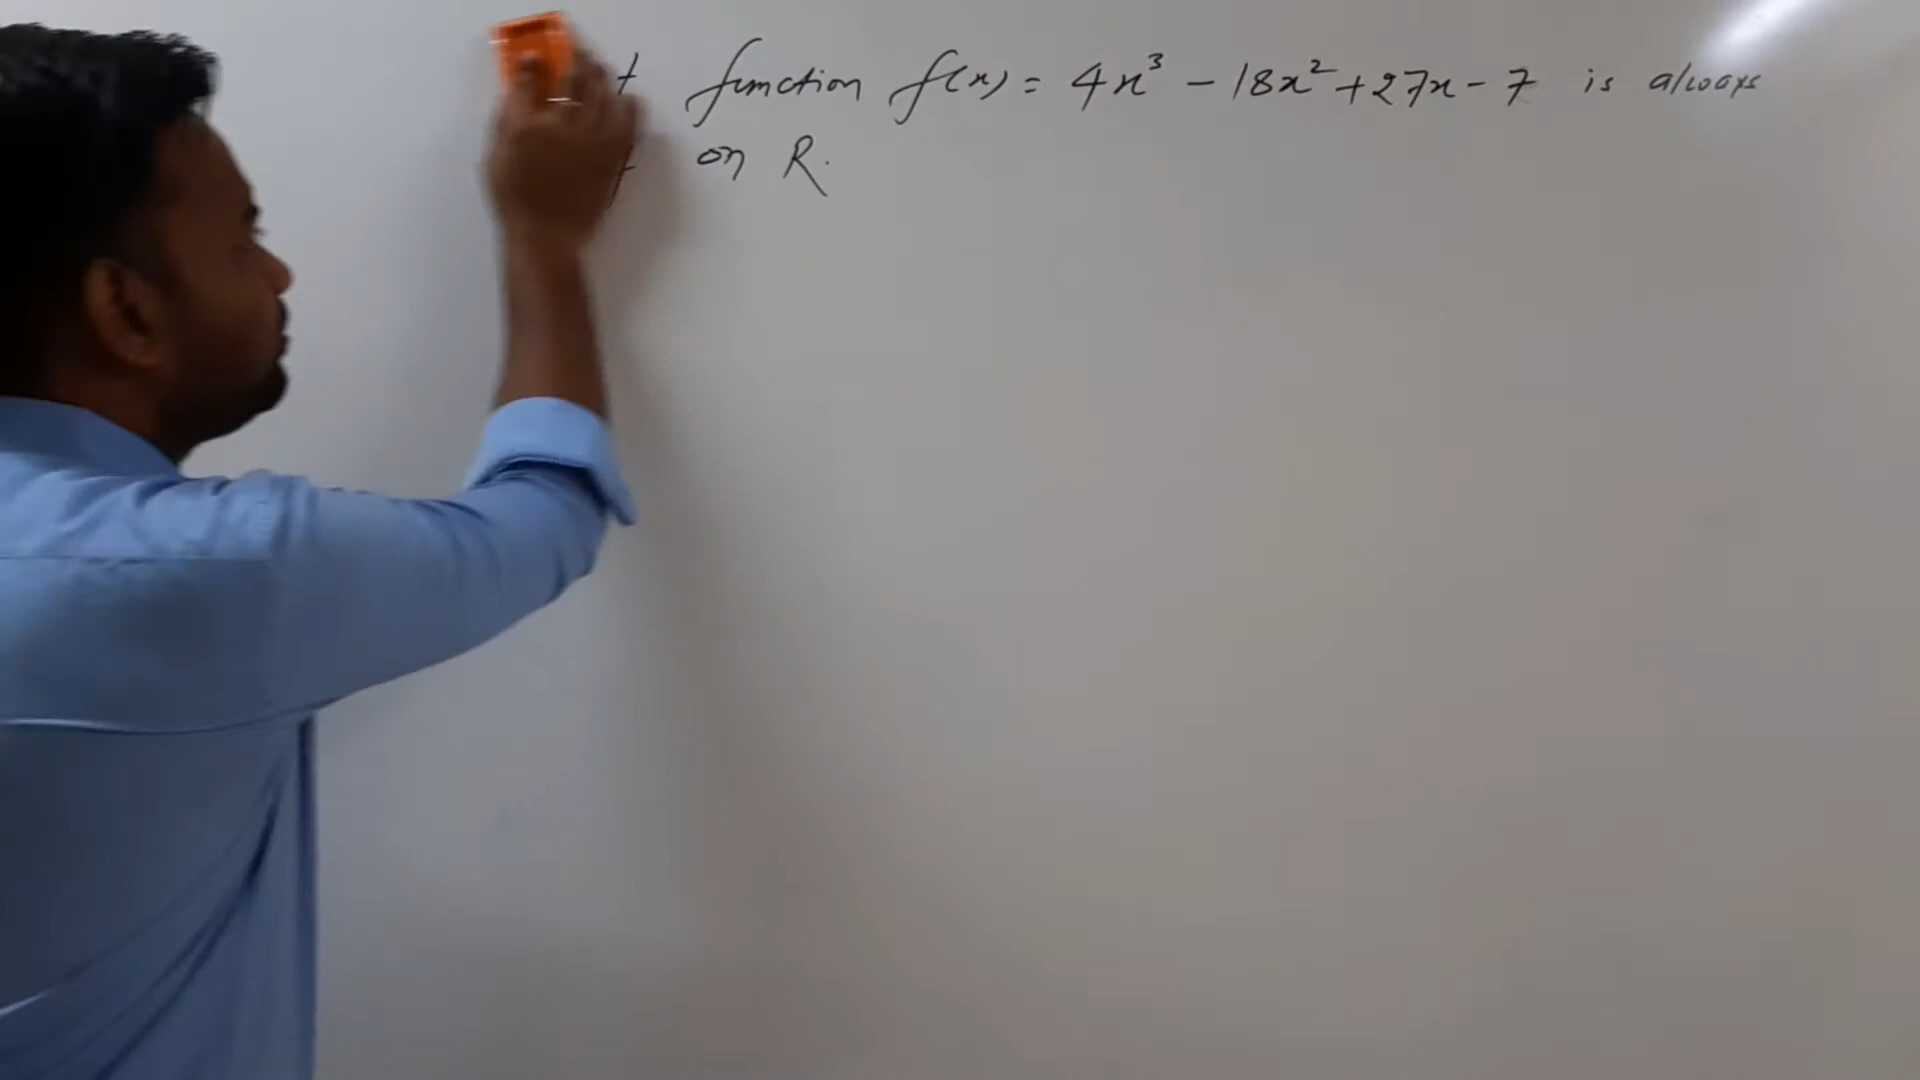 function f(x) = 4x³ - 18x² + 27x - 7 is always
on R.